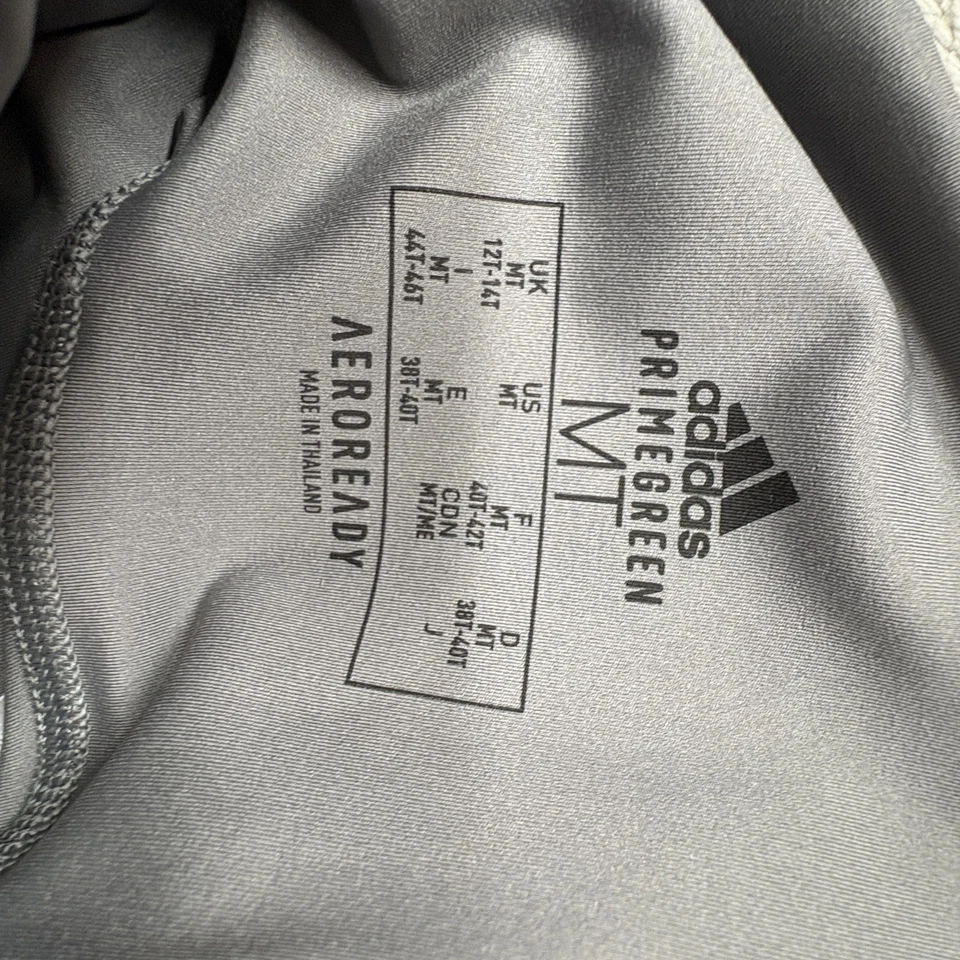 adidas
PRIMEGREEN
MT
UK US F D
MT MT MT MT
12T-14T 40T-42T 38T-40T
I E CDN J
MT MT MT/ME
44T-46T 38T-40T
AEROREADY
MADE IN THAILAND